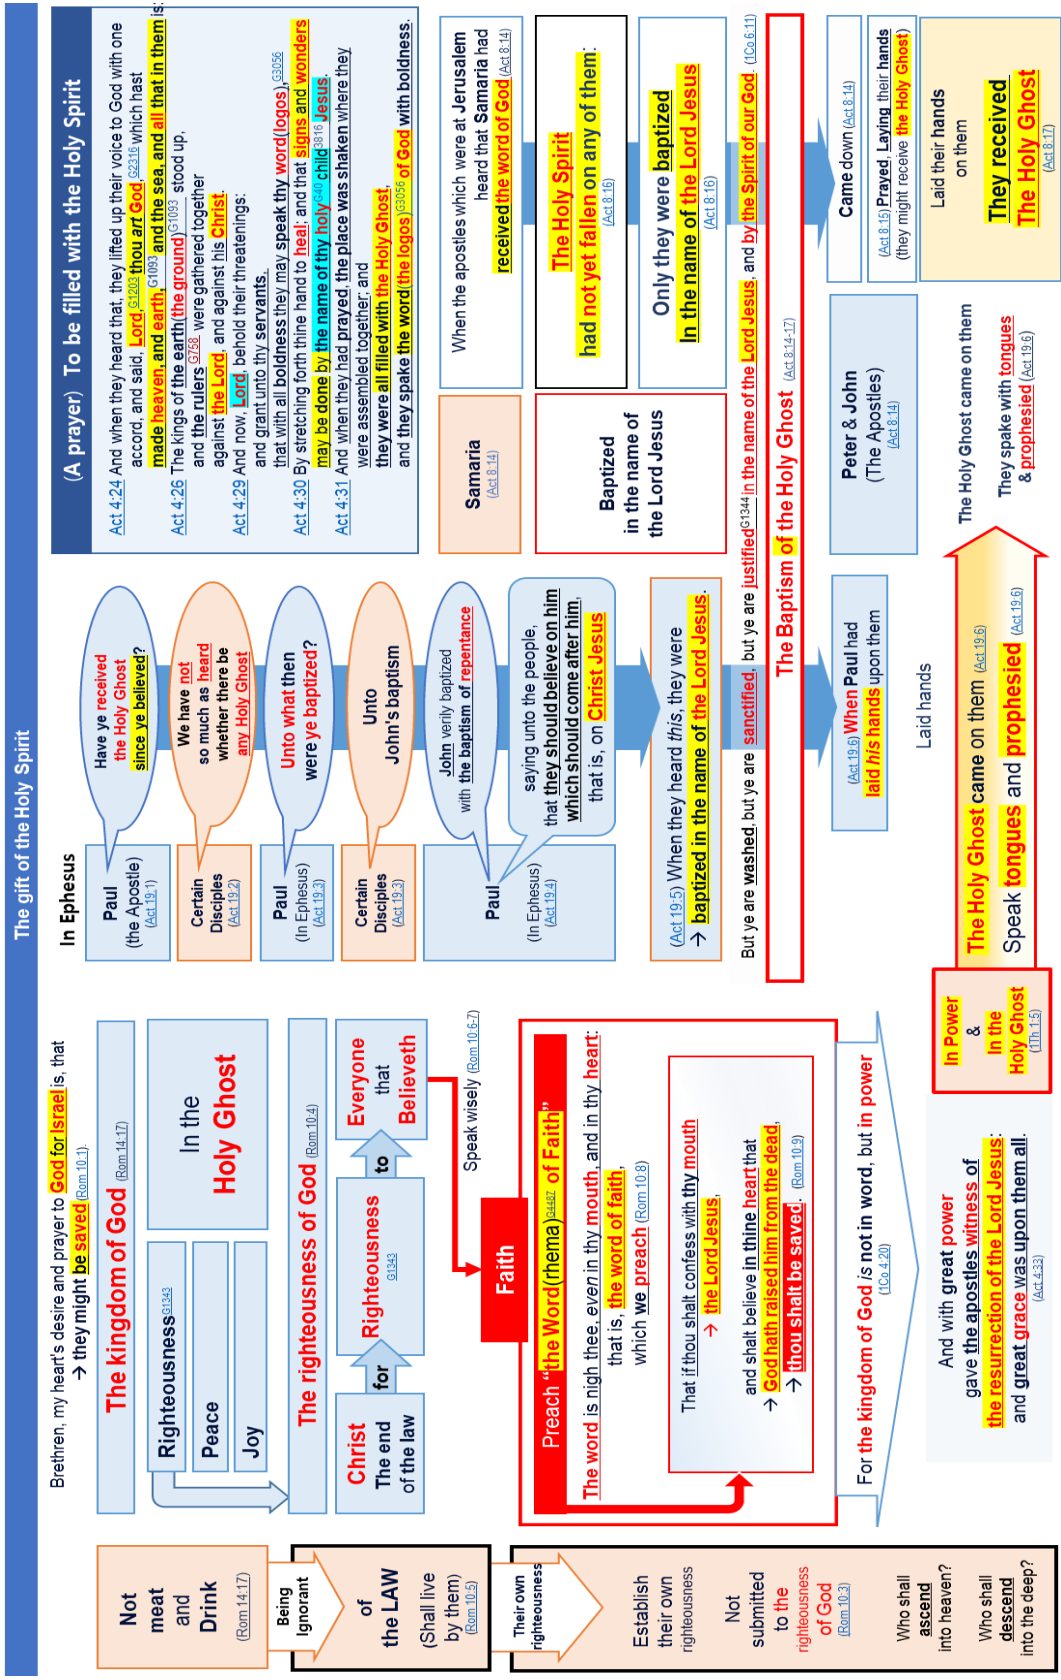 The gift of the Holy Spirit
Not
meat
and
Drink
(Rom 14:17)
Being
Ignorant
of
the LAW
(Shall live
by them)
(Rom 10:5)
Their own
righteousness
Establish
their own
righteousness
Not
submitted
to the
righteousness
of God
(Rom 10:3)
Who shall
ascend
into heaven?
Who shall
descend
into the deep?
Brethren, my heart's desire and prayer to God for Israel is, that
→ they might be saved (Rom 10:1).
The kingdom of God (Rom 14:17)
Righteousness G1343
Peace
Joy
In the
Holy Ghost
The righteousness of God (Rom 10:4)
Christ
The end
of the law
for
Righteousness
G1343
to
Everyone
that
Believeth
Speak wisely (Rom 10:6-7)
Faith
Preach “the Word(rhema)G4487 of Faith”
The word is nigh thee, even in thy mouth, and in thy heart:
that is, the word of faith,
which we preach (Rom 10:8)
That if thou shalt confess with thy mouth
→ the Lord Jesus,
and shalt believe in thine heart that
→ God hath raised him from the dead,
→ thou shalt be saved. (Rom 10:9)
For the kingdom of God is not in word, but in power
(1Co 4:20)
And with great power
gave the apostles witness of
the resurrection of the Lord Jesus:
and great grace was upon them all.
(Act 4:33)
In Power
&
In the
Holy Ghost
(1Th 1:5)
In Ephesus
Paul
(the Apostle)
(Act 19:1)
Have ye received
the Holy Ghost
since ye believed?
Certain
Disciples
(Act 19:2)
We have not
so much as heard
whether there be
any Holy Ghost
Paul
(In Ephesus)
(Act 19:3)
Unto what then
were ye baptized?
Certain
Disciples
(Act 19:3)
Unto
John's baptism
Paul
(In Ephesus)
(Act 19:4)
John verily baptized
with the baptism of repentance
saying unto the people,
that they should believe on him
which should come after him,
that is, on Christ Jesus
(Act 19:5) When they heard this, they were
→ baptized in the name of the Lord Jesus.
But ye are washed, but ye are sanctified, but ye are justifiedG1344 in the name of the Lord Jesus, and by the Spirit of our God. (1Co 6:11)
The Baptism of the Holy Ghost (Act 8:14-17)
(Act 19:6) When Paul had
laid his hands upon them
Laid hands
The Holy Ghost came on them (Act 19:6)
Speak tongues and prophesied (Act 19:6)
(A prayer) To be filled with the Holy Spirit
Act 4:24 And when they heard that, they lifted up their voice to God with one
accord, and said, Lord,G1203 thou art God,G2316 which hast
made heaven, and earth,G1093 and the sea, and all that in them is:
Act 4:26 The kings of the earth(the ground)G1093 stood up,
and the rulers G758 were gathered together
against the Lord, and against his Christ.
Act 4:29 And now, Lord, behold their threatenings:
and grant unto thy servants,
that with all boldness they may speak thy word(logos),G3056
Act 4:30 By stretching forth thine hand to heal; and that signs and wonders
may be done by the name of thy holyG40 child3816 Jesus.
Act 4:31 And when they had prayed, the place was shaken where they
were assembled together; and
they were all filled with the Holy Ghost,
and they spake the word(the logos)G3056 of God with boldness.
Samaria
(Act 8:14)
When the apostles which were at Jerusalem
heard that Samaria had
received the word of God (Act 8:14)
Baptized
in the name of
the Lord Jesus
The Holy Spirit
had not yet fallen on any of them:
(Act 8:16)
Only they were baptized
In the name of the Lord Jesus
(Act 8:16)
Peter & John
(The Apostles)
(Act 8:14)
Came down (Act 8:14)
(Act 8:15) Prayed, Laying their hands
(they might receive the Holy Ghost)
Laid their hands
on them
They received
The Holy Ghost
(Act 8:17)
The Holy Ghost came on them
They spake with tongues
& prophesied (Act 19:6)